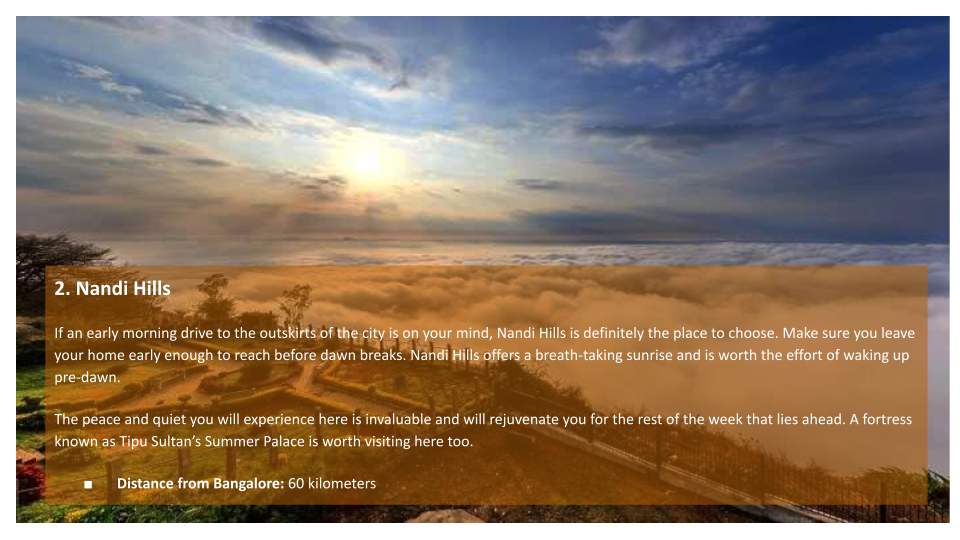 2. Nandi Hills
If an early morning drive to the outskirts of the city is on your mind, Nandi Hills is definitely the place to choose. Make sure you leave
your home early enough to reach before dawn breaks. Nandi Hills offers a breath-taking sunrise and is worth the effort of waking up
pre-dawn.
The peace and quiet you will experience here is invaluable and will rejuvenate you for the rest of the week that lies ahead. A fortress
known as Tipu Sultan’s Summer Palace is worth visiting here too.
▪ Distance from Bangalore: 60 kilometers